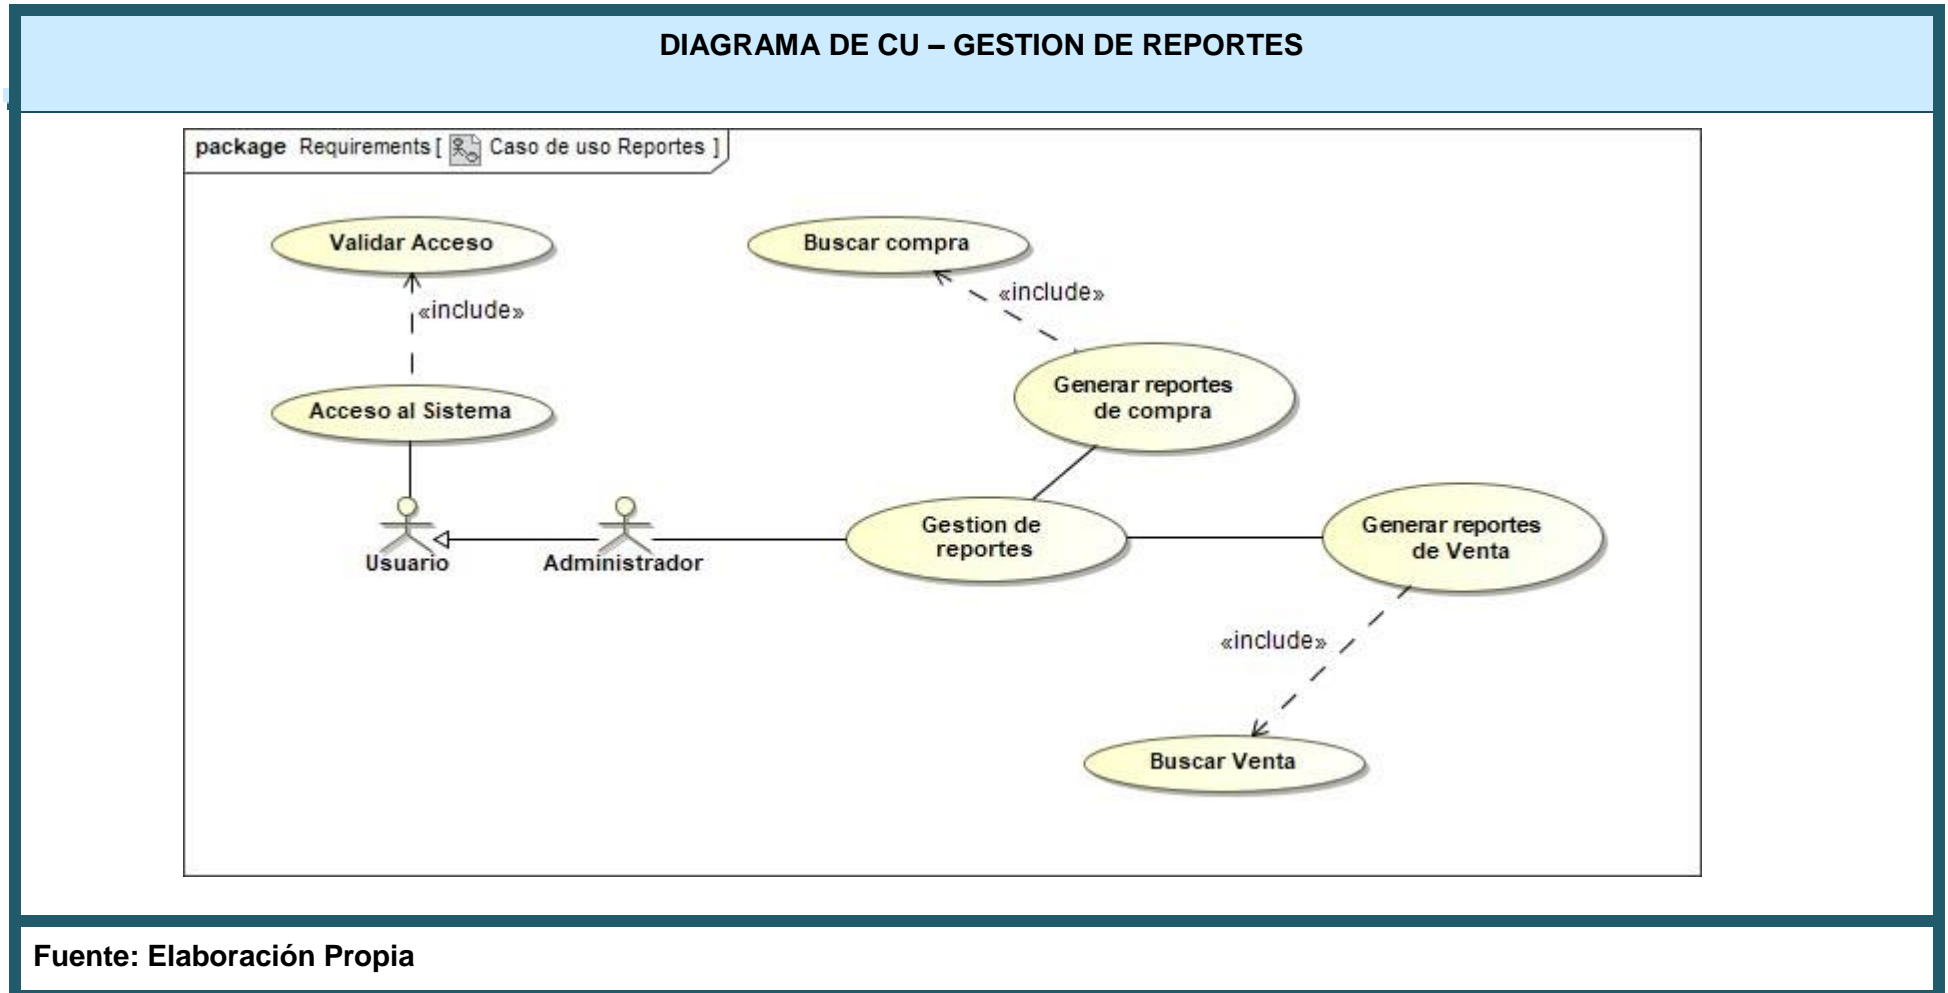 DIAGRAMA DE CU – GESTION DE REPORTES
package Requirements [ Caso de uso Reportes ]
Validar Acceso
Buscar compra
«include»
«include»
Generar reportes
de compra
Acceso al Sistema
Gestion de
reportes
Generar reportes
de Venta
Usuario
Administrador
«include»
Buscar Venta
Fuente: Elaboración Propia